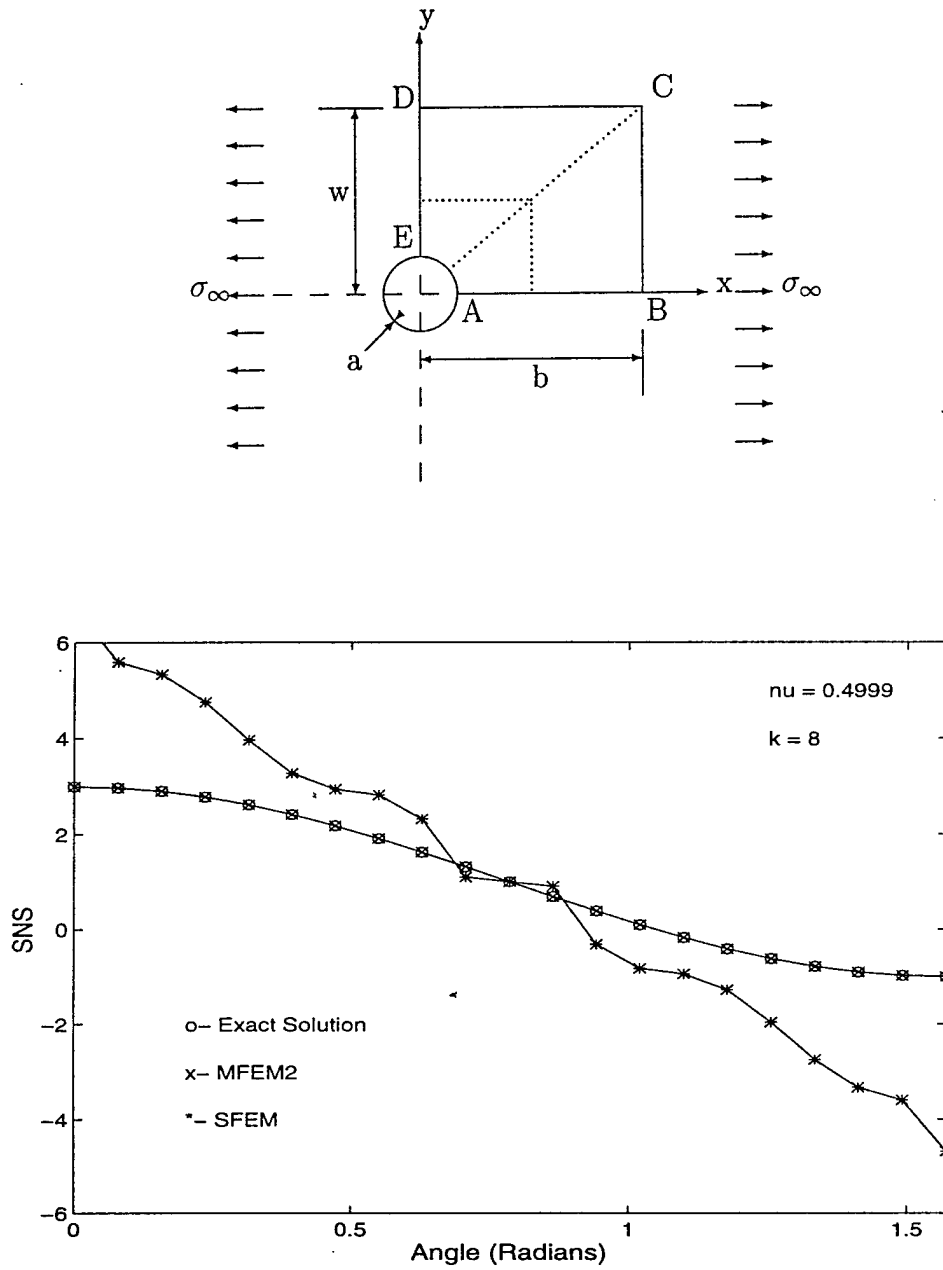 y
D
C
w
E
σ∞
x
σ∞
A
B
a
b
6
nu = 0.4999
4
k = 8
2
SNS
0
−2
o– Exact Solution
x– MFEM2
−4
*– SFEM
−6
0
0.5
1
1.5
Angle (Radians)